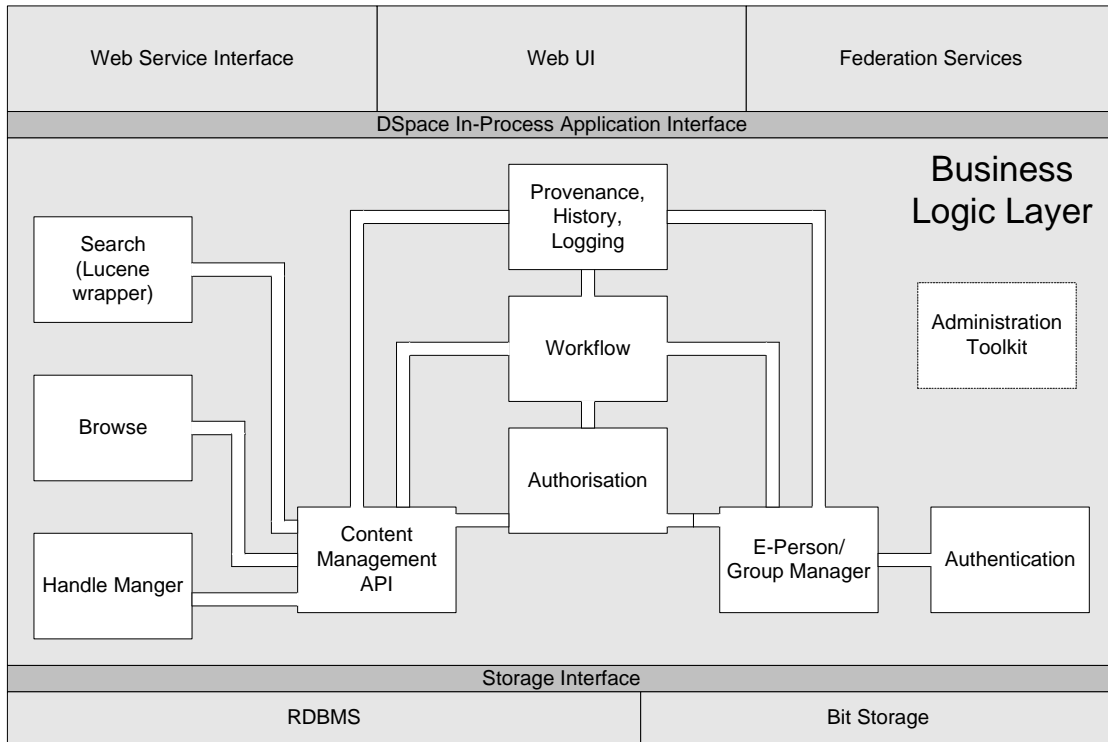 Web Service Interface
Web UI
Federation Services
DSpace In-Process Application Interface
Business
Logic Layer
Provenance,
History,
Logging
Search
(Lucene
wrapper)
Workflow
Administration
Toolkit
Browse
Authorisation
Content
Management
API
E-Person/
Group Manager
Authentication
Handle Manger
Storage Interface
RDBMS
Bit Storage